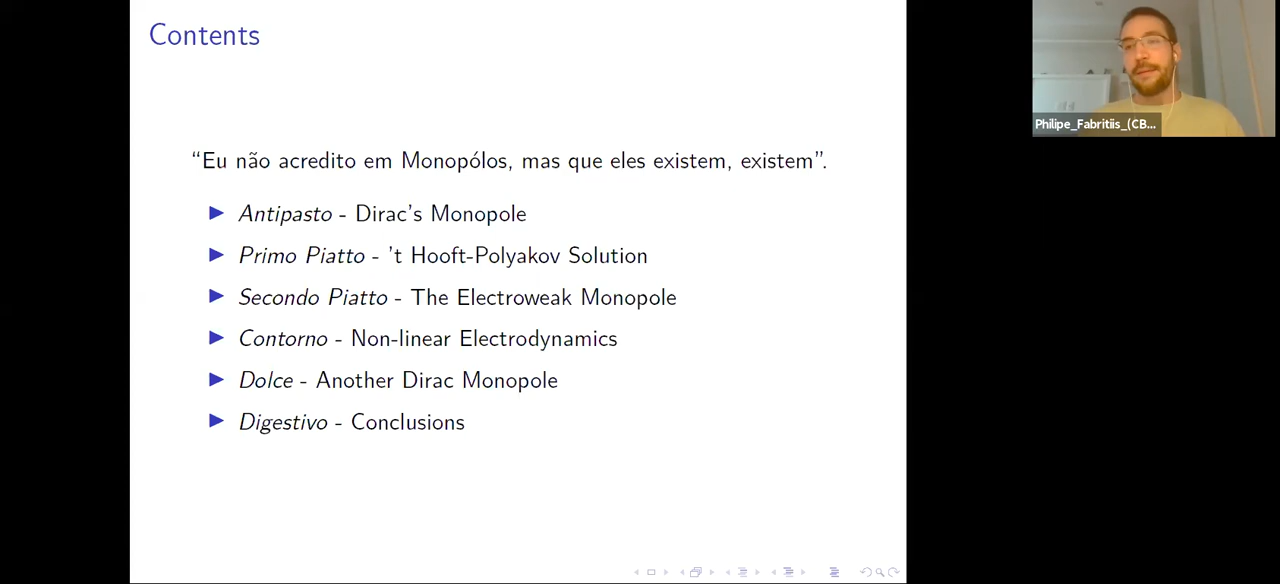 Contents
“Eu não acredito em Monopólos, mas que eles existem, existem”.
▶ Antipasto - Dirac's Monopole
▶ Primo Piatto - 't Hooft-Polyakov Solution
▶ Secondo Piatto - The Electroweak Monopole
▶ Contorno - Non-linear Electrodynamics
▶ Dolce - Another Dirac Monopole
▶ Digestivo - Conclusions
Philipe_Fabritiis_(CB...